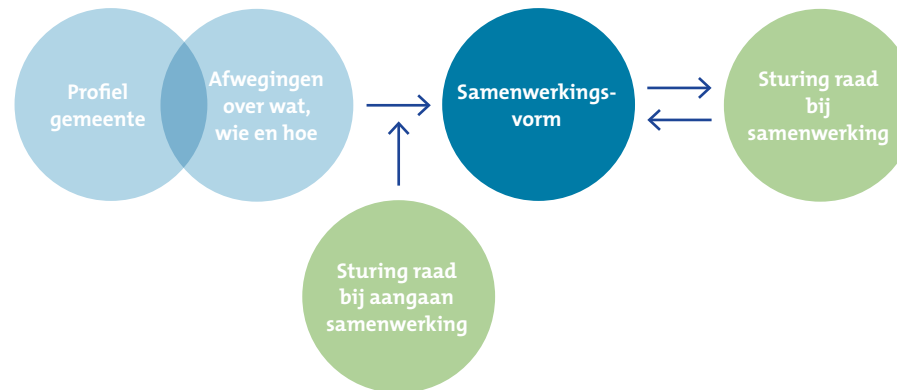 Profiel
gemeente
Afwegingen
over wat,
wie en hoe
Samenwerkings-
vorm
Sturing raad
bij
samenwerking
Sturing raad
bij aangaan
samenwerking